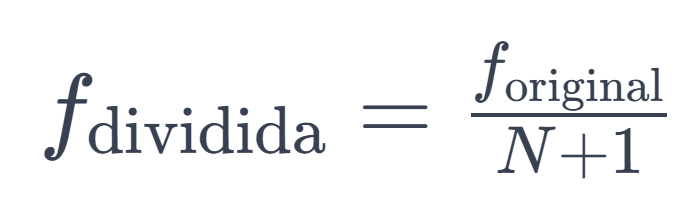 f_dividida = f_original / N+1